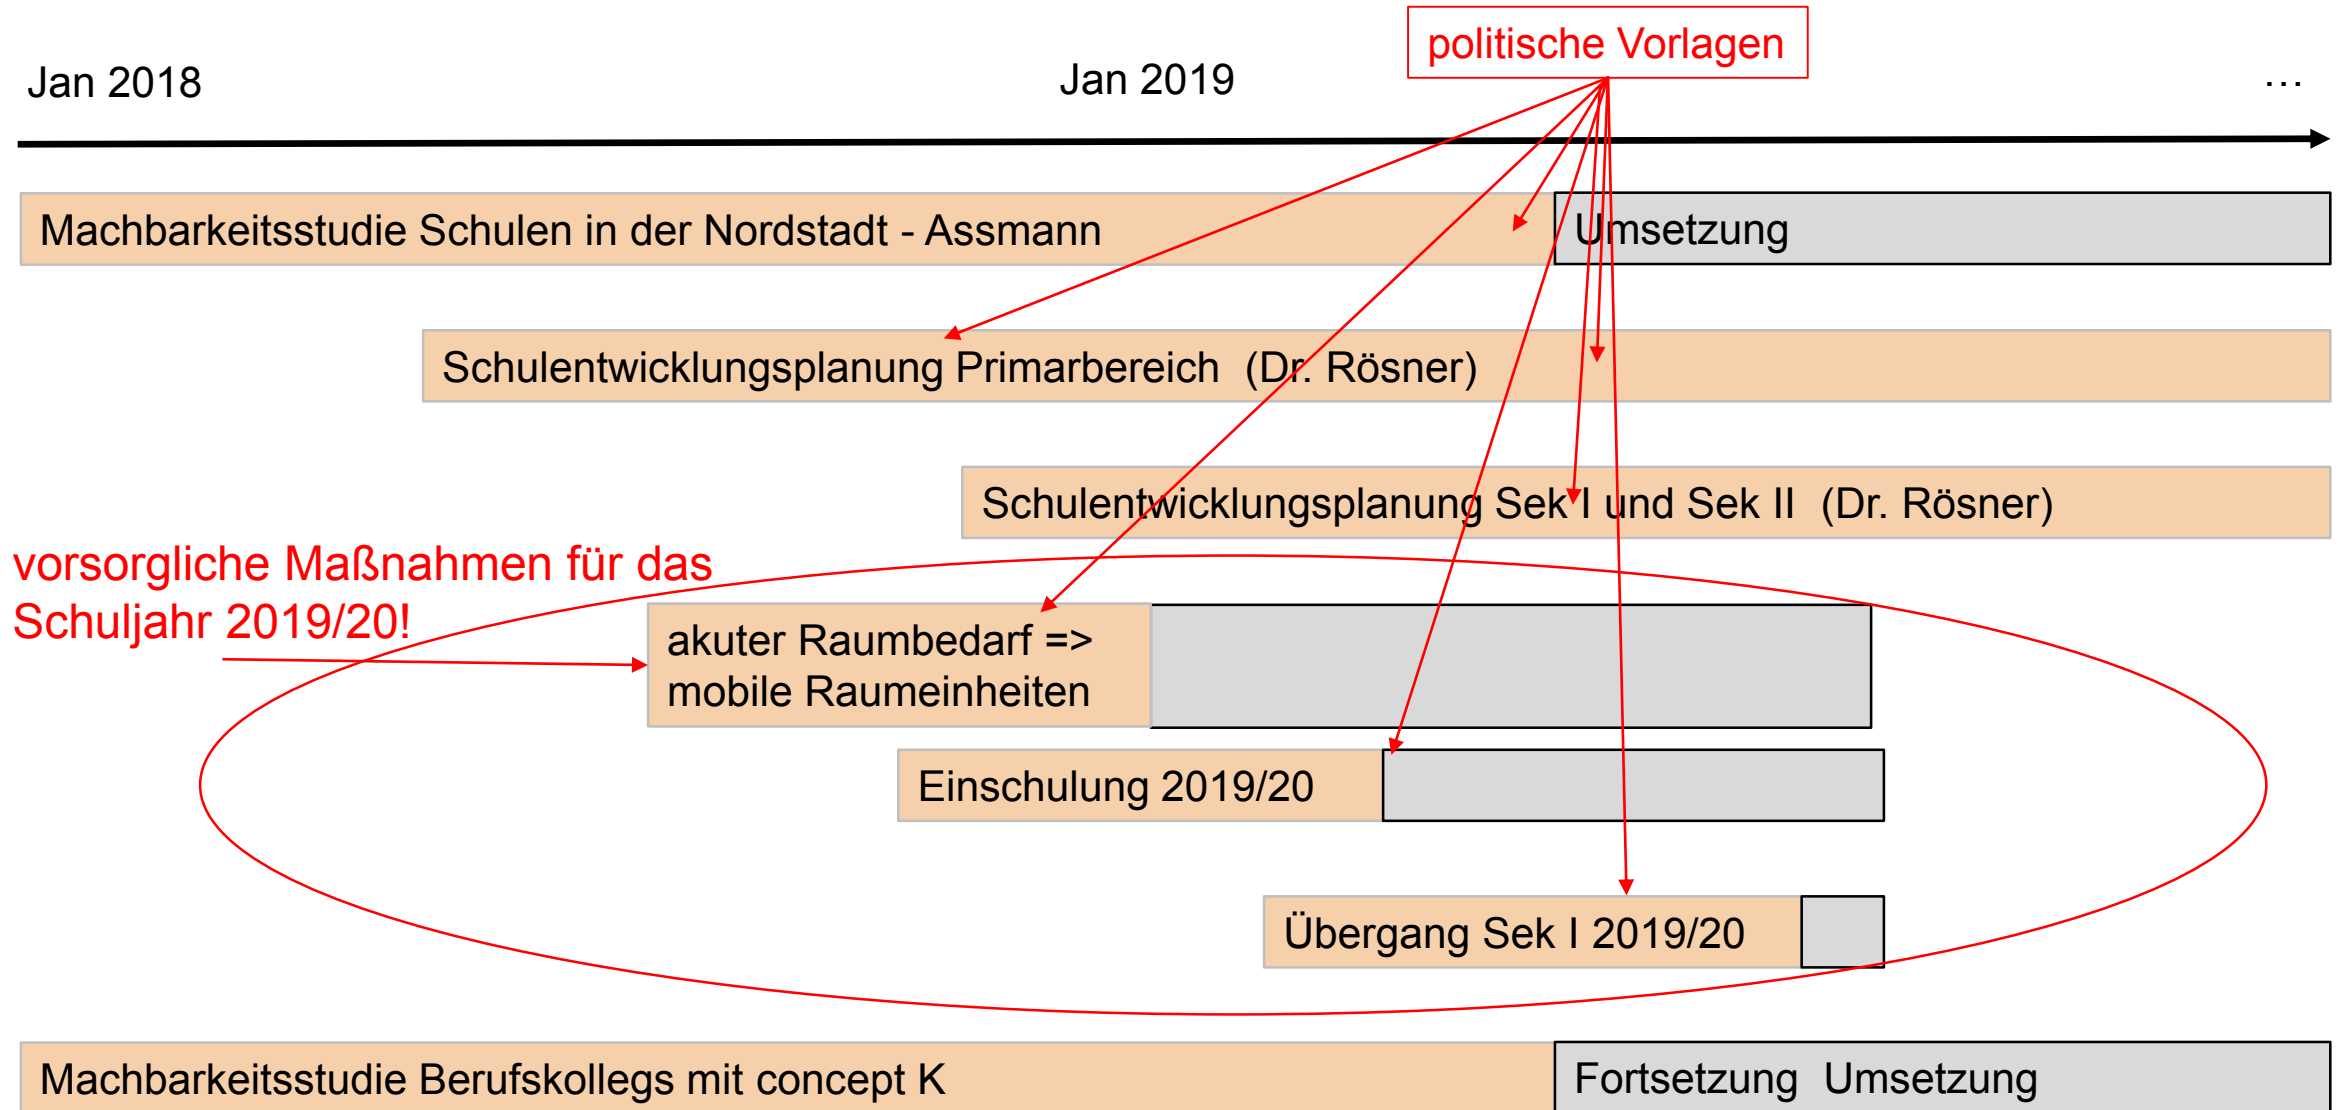 politische Vorlagen
Jan 2018
Jan 2019
...
Machbarkeitsstudie Schulen in der Nordstadt - Assmann
Umsetzung
Schulentwicklungsplanung Primarbereich (Dr. Rösner)
Schulentwicklungsplanung Sek I und Sek II (Dr. Rösner)
vorsorgliche Maßnahmen für das
Schuljahr 2019/20!
akuter Raumbedarf =>
mobile Raumeinheiten
Einschulung 2019/20
Übergang Sek I 2019/20
Machbarkeitsstudie Berufskollegs mit concept K
Fortsetzung Umsetzung